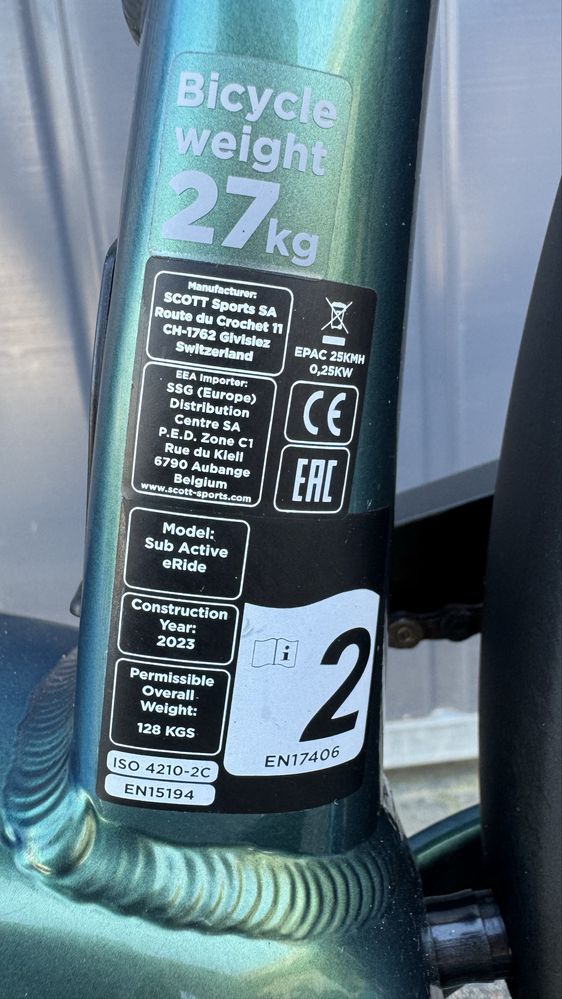 Bicycle
weight
27kg
Manufacturer:
SCOTT Sports SA
Route du Crochet 11
CH-1762 Givisiez
Switzerland
EPAC 25KMH
0,25KW
EEA Importer:
SSG (Europe)
Distribution
Centre SA
P.E.D. Zone C1
Rue du Kiell
6790 Aubange
Belgium
www.scott-sports.com
CE
EAC
Model:
Sub Active
eRide
Construction
Year:
2023
Permissible
Overall
Weight:
128 KGS
i
2
EN17406
ISO 4210-2C
EN15194